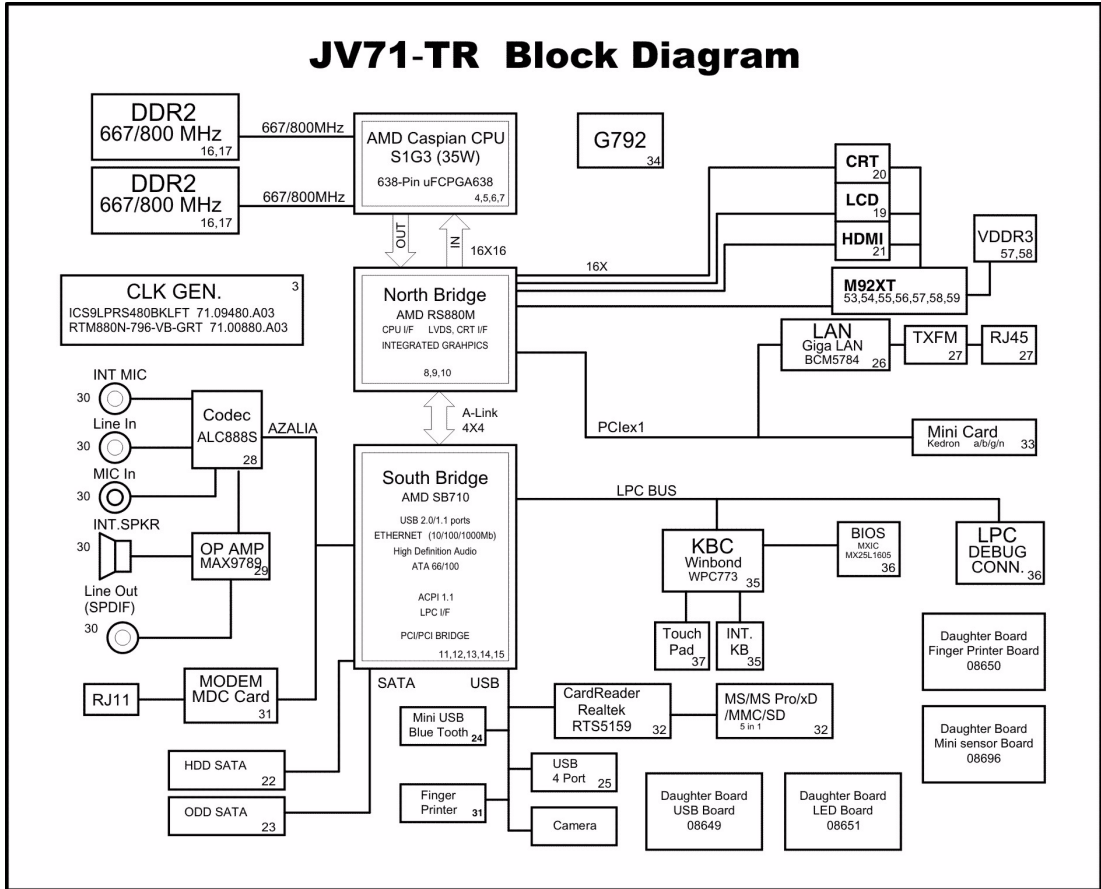 JV71-TR Block Diagram
DDR2
667/800 MHz
16,17
667/800MHz
DDR2
667/800 MHz
16,17
667/800MHz
AMD Caspian CPU
S1G3 (35W)
638-Pin uFCPGA638
4,5,6,7
G792
34
CRT
20
LCD
19
HDMI
21
VDDR3
57,58
M92XT
53,54,55,56,57,58,59
OUT
IN
16X16
16X
CLK GEN.
3
ICS9LPRS480BKLFT 71.09480.A03
RTM880N-796-VB-GRT 71.00880.A03
North Bridge
AMD RS880M
CPU I/F LVDS, CRT I/F
INTEGRATED GRAHPICS
8,9,10
LAN
Giga LAN
BCM5784
26
TXFM
27
RJ45
27
A-Link
4X4
PCIex1
Mini Card
Kedron a/b/g/n
33
INT MIC
30
Line In
30
MIC In
30
INT.SPKR
30
Line Out
(SPDIF)
30
Codec
ALC888S
28
AZALIA
OP AMP
MAX9789
29
South Bridge
AMD SB710
USB 2.0/1.1 ports
ETHERNET (10/100/1000Mb)
High Definition Audio
ATA 66/100
ACPI 1.1
LPC I/F
PCI/PCI BRIDGE
11,12,13,14,15
LPC BUS
KBC
Winbond
WPC773
35
BIOS
MXIC
MX25L1605
36
LPC
DEBUG
CONN.
36
Touch
Pad
37
INT.
KB
35
RJ11
MODEM
MDC Card
31
SATA
USB
HDD SATA
22
ODD SATA
23
Mini USB
Blue Tooth
24
Finger
Printer
31
CardReader
Realtek
RTS5159
32
MS/MS Pro/xD
/MMC/SD
5 in 1
32
USB
4 Port
25
Camera
Daughter Board
Finger Printer Board
08650
Daughter Board
Mini sensor Board
08696
Daughter Board
USB Board
08649
Daughter Board
LED Board
08651